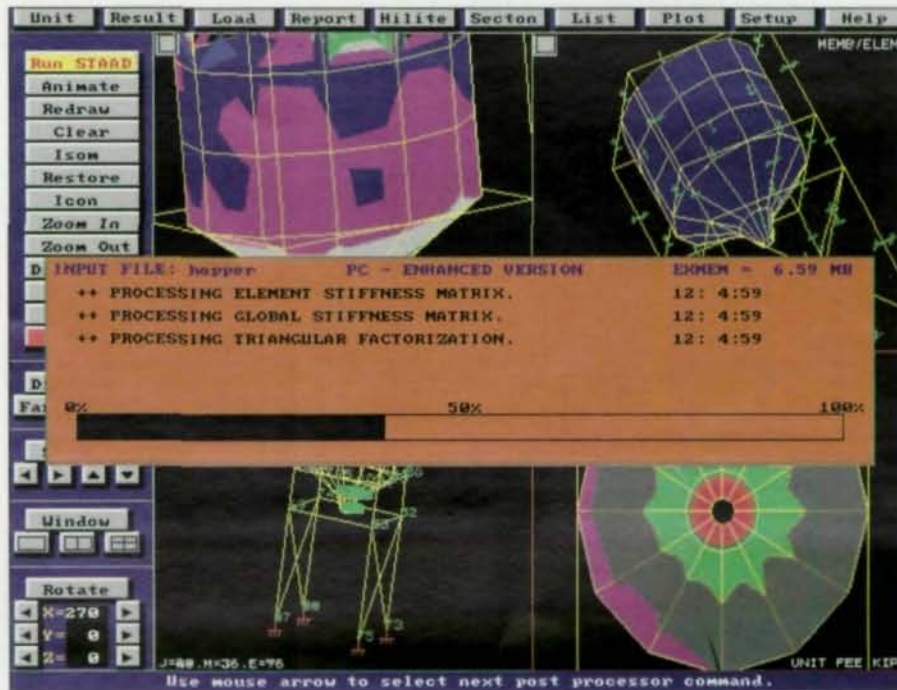 Unit Result Load Report Hilite Secton List Plot Setup Help
Run STAAD
Animate
Redraw
Clear
Isom
Restore
Icon
Zoom In
Zoom Out
MEMB/ELEM
INPUT FILE: hopper PC - ENHANCED VERSION EXMEM = 6.59 MB
++ PROCESSING ELEMENT STIFFNESS MATRIX. 12: 4:59
++ PROCESSING GLOBAL STIFFNESS MATRIX. 12: 4:59
++ PROCESSING TRIANGULAR FACTORIZATION. 12: 4:59
0% 50% 100%
Window
Rotate
X=270
Y= 0
Z= 0
UNIT FEE KIP
Use mouse arrow to select next post processor command.